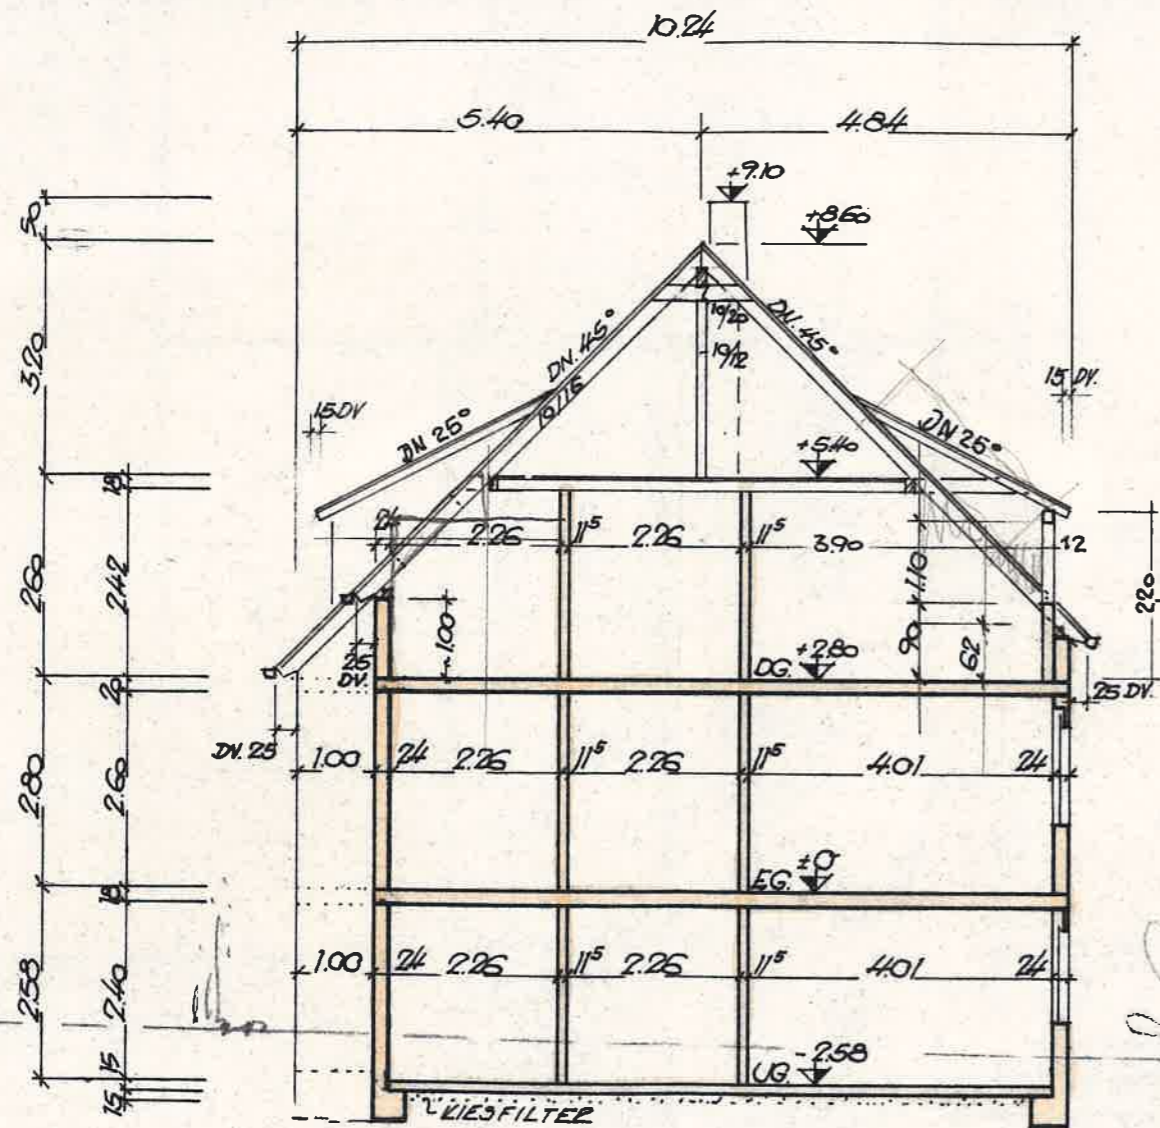 10.24
5.40 4.84
+9.10
+8.60
50
3.20
DN. 45°
DN. 45°
10/20
10/12
10/16
15 DV
15 DV.
DN 25°
DN 25°
+5.40
18
24 2.26 11⁵ 2.26 11⁵ 3.90 12
2.60
2.42
1.10
2.20
1.00
90
62
25
DV.
DG. +2.80
20
25 DV.
DV. 25
1.00 24 2.26 11⁵ 2.26 11⁵ 4.01 24
2.80
2.60
EG. ±0
18
1.00 24 2.26 11⁵ 2.26 11⁵ 4.01 24
2.58
2.40
UG. -2.58
15
15
KIESFILTER